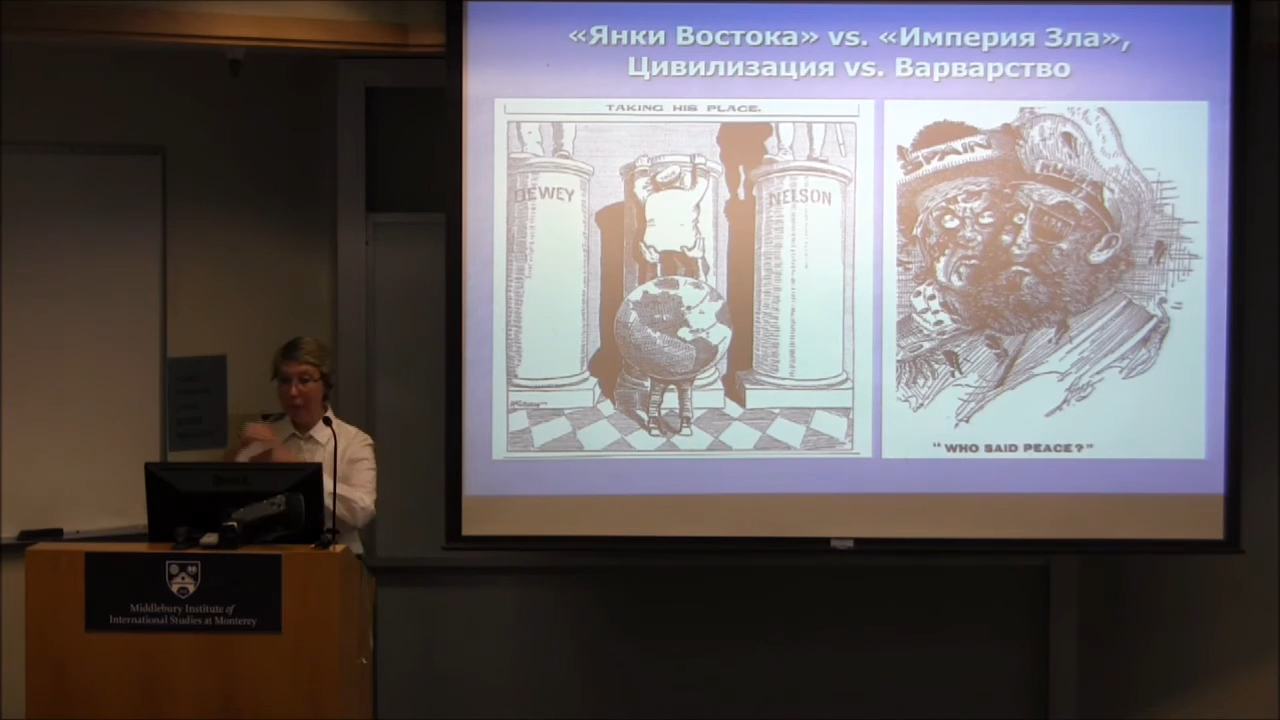 «Янки Востока» vs. «Империя Зла»,
Цивилизация vs. Варварство
TAKING HIS PLACE.
DEWEY
NELSON
SPAIN
RUSSIA
"WHO SAID PEACE?"
Middlebury Institute of
International Studies at Monterey